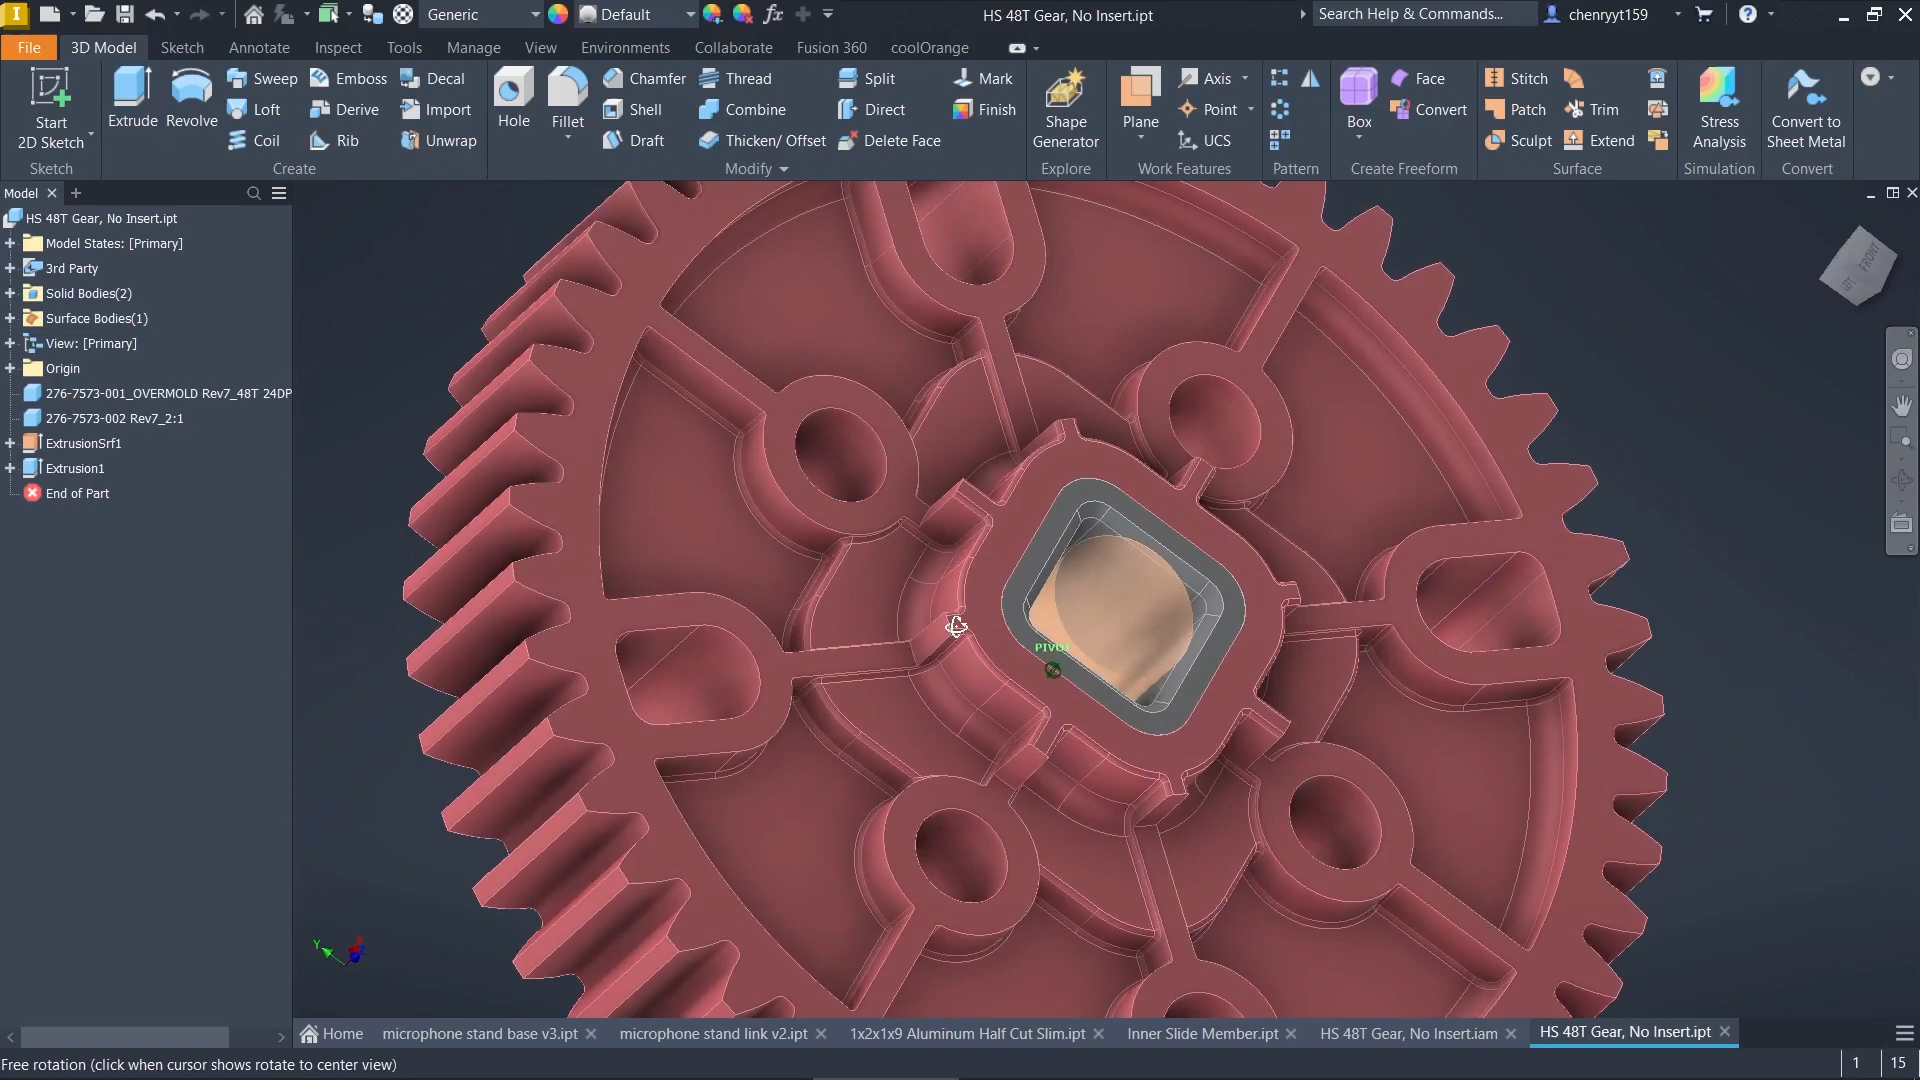 Generic
Default
HS 48T Gear, No Insert.ipt
Search Help & Commands...
chenryyt159
File
3D Model
Sketch
Annotate
Inspect
Tools
Manage
View
Environments
Collaborate
Fusion 360
coolOrange
Start
2D Sketch
Sketch
Extrude
Revolve
Sweep
Emboss
Decal
Loft
Derive
Import
Coil
Rib
Unwrap
Create
Hole
Fillet
Chamfer
Thread
Split
Mark
Shell
Combine
Direct
Finish
Draft
Thicken/ Offset
Delete Face
Modify
Shape
Generator
Explore
Plane
Axis
Point
UCS
Work Features
Pattern
Box
Face
Convert
Create Freeform
Stitch
Patch
Trim
Sculpt
Extend
Surface
Stress
Analysis
Simulation
Convert to
Sheet Metal
Convert
Model
HS 48T Gear, No Insert.ipt
Model States: [Primary]
3rd Party
Solid Bodies(2)
Surface Bodies(1)
View: [Primary]
Origin
276-7573-001_OVERMOLD Rev7_48T 24DP
276-7573-002 Rev7_2:1
ExtrusionSrf1
Extrusion1
End of Part
FRONT
LEFT
PIVOT
Y
Home
microphone stand base v3.ipt
microphone stand link v2.ipt
1x2x1x9 Aluminum Half Cut Slim.ipt
Inner Slide Member.ipt
HS 48T Gear, No Insert.iam
HS 48T Gear, No Insert.ipt
Free rotation (click when cursor shows rotate to center view)
1
15